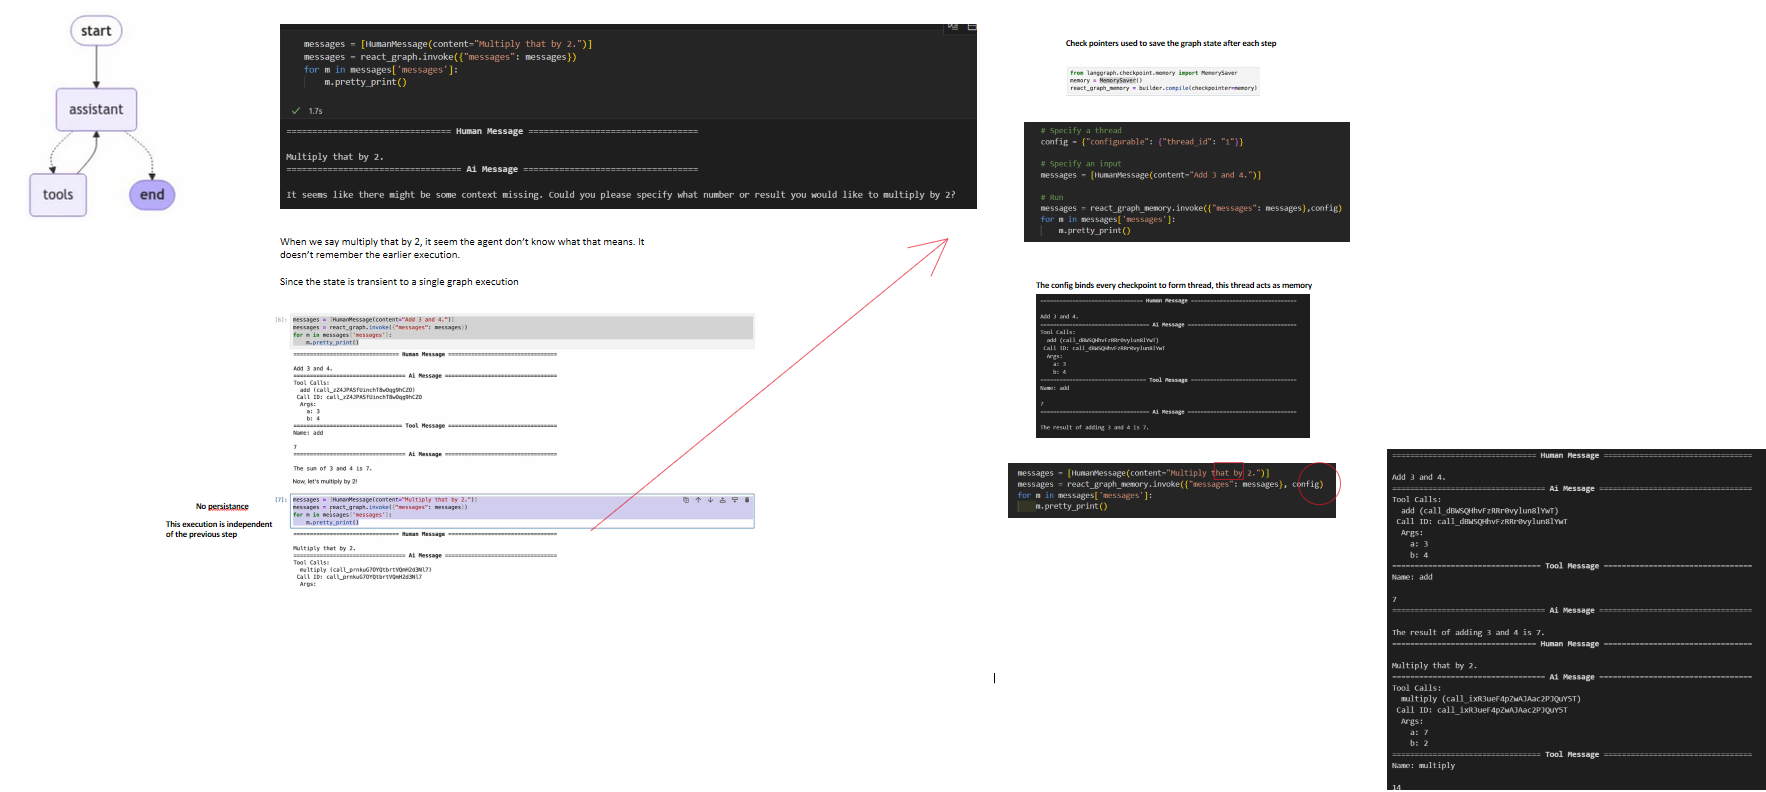 start
assistant
tools
end
messages = [HumanMessage(content="Multiply that by 2.")]
messages = react_graph.invoke({"messages": messages})
for m in messages['messages']:
m.pretty_print()
1.7s
================================ Human Message =================================
Multiply that by 2.
================================== Ai Message ==================================
It seems like there might be some context missing. Could you please specify what number or result you would like to multiply by 2?
When we say multiply that by 2, it seem the agent don't know what that means. It
doesn't remember the earlier execution.
Since the state is transient to a single graph execution
[6]:
messages = [HumanMessage(content="Add 3 and 4.")]
messages = react_graph.invoke({"messages": messages})
for m in messages['messages']:
m.pretty_print()
================================ Human Message =================================
Add 3 and 4.
================================== Ai Message ==================================
Tool Calls:
add (call_zZ4JPASfUinchT8wOqg9hCZO)
Call ID: call_zZ4JPASfUinchT8wOqg9hCZO
Args:
a: 3
b: 4
================================= Tool Message =================================
Name: add
7
================================== Ai Message ==================================
The sum of 3 and 4 is 7.
Now, let's multiply by 2!
No persistance
This execution is independent
of the previous step
[7]:
messages = [HumanMessage(content="Multiply that by 2.")]
messages = react_graph.invoke({"messages": messages})
for m in messages['messages']:
m.pretty_print()
================================ Human Message =================================
Multiply that by 2.
================================== Ai Message ==================================
Tool Calls:
multiply (call_prnkuG7OYQtbrtVQmH2d3Nl7)
Call ID: call_prnkuG7OYQtbrtVQmH2d3Nl7
Args:
Check pointers used to save the graph state after each step
from langgraph.checkpoint.memory import MemorySaver
memory = MemorySaver()
react_graph_memory = builder.compile(checkpointer=memory)
# Specify a thread
config = {"configurable": {"thread_id": "1"}}
# Specify an input
messages = [HumanMessage(content="Add 3 and 4.")]
# Run
messages = react_graph_memory.invoke({"messages": messages},config)
for m in messages['messages']:
m.pretty_print()
The config binds every checkpoint to form thread, this thread acts as memory
================================ Human Message =================================
Add 3 and 4.
================================== Ai Message ==================================
Tool Calls:
add (call_dBWSQHhvFzRRr0vylun8lYwT)
Call ID: call_dBWSQHhvFzRRr0vylun8lYwT
Args:
a: 3
b: 4
================================= Tool Message =================================
Name: add
7
================================== Ai Message ==================================
The result of adding 3 and 4 is 7.
messages = [HumanMessage(content="Multiply that by 2.")]
messages = react_graph_memory.invoke({"messages": messages}, config)
for m in messages['messages']:
m.pretty_print()
================================ Human Message =================================
Add 3 and 4.
================================== Ai Message ==================================
Tool Calls:
add (call_dBWSQHhvFzRRr0vylun8lYwT)
Call ID: call_dBWSQHhvFzRRr0vylun8lYwT
Args:
a: 3
b: 4
================================= Tool Message =================================
Name: add
7
================================== Ai Message ==================================
The result of adding 3 and 4 is 7.
================================ Human Message =================================
Multiply that by 2.
================================== Ai Message ==================================
Tool Calls:
multiply (call_ixR3ueF4pZwAJAac2PJQuY5T)
Call ID: call_ixR3ueF4pZwAJAac2PJQuY5T
Args:
a: 7
b: 2
================================= Tool Message =================================
Name: multiply
14